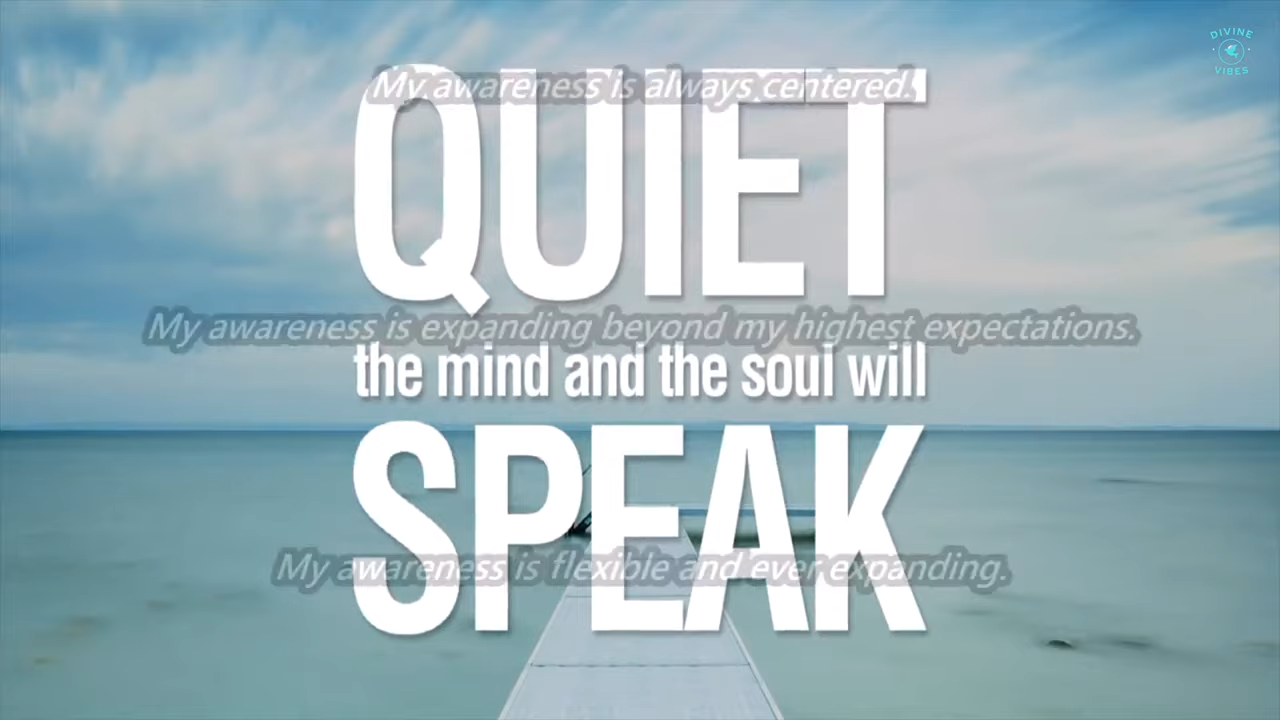 DIVINE
VIBES
My awareness is always centered.
QUIET
My awareness is expanding beyond my highest expectations.
the mind and the soul will
SPEAK
My awareness is flexible and ever expanding.